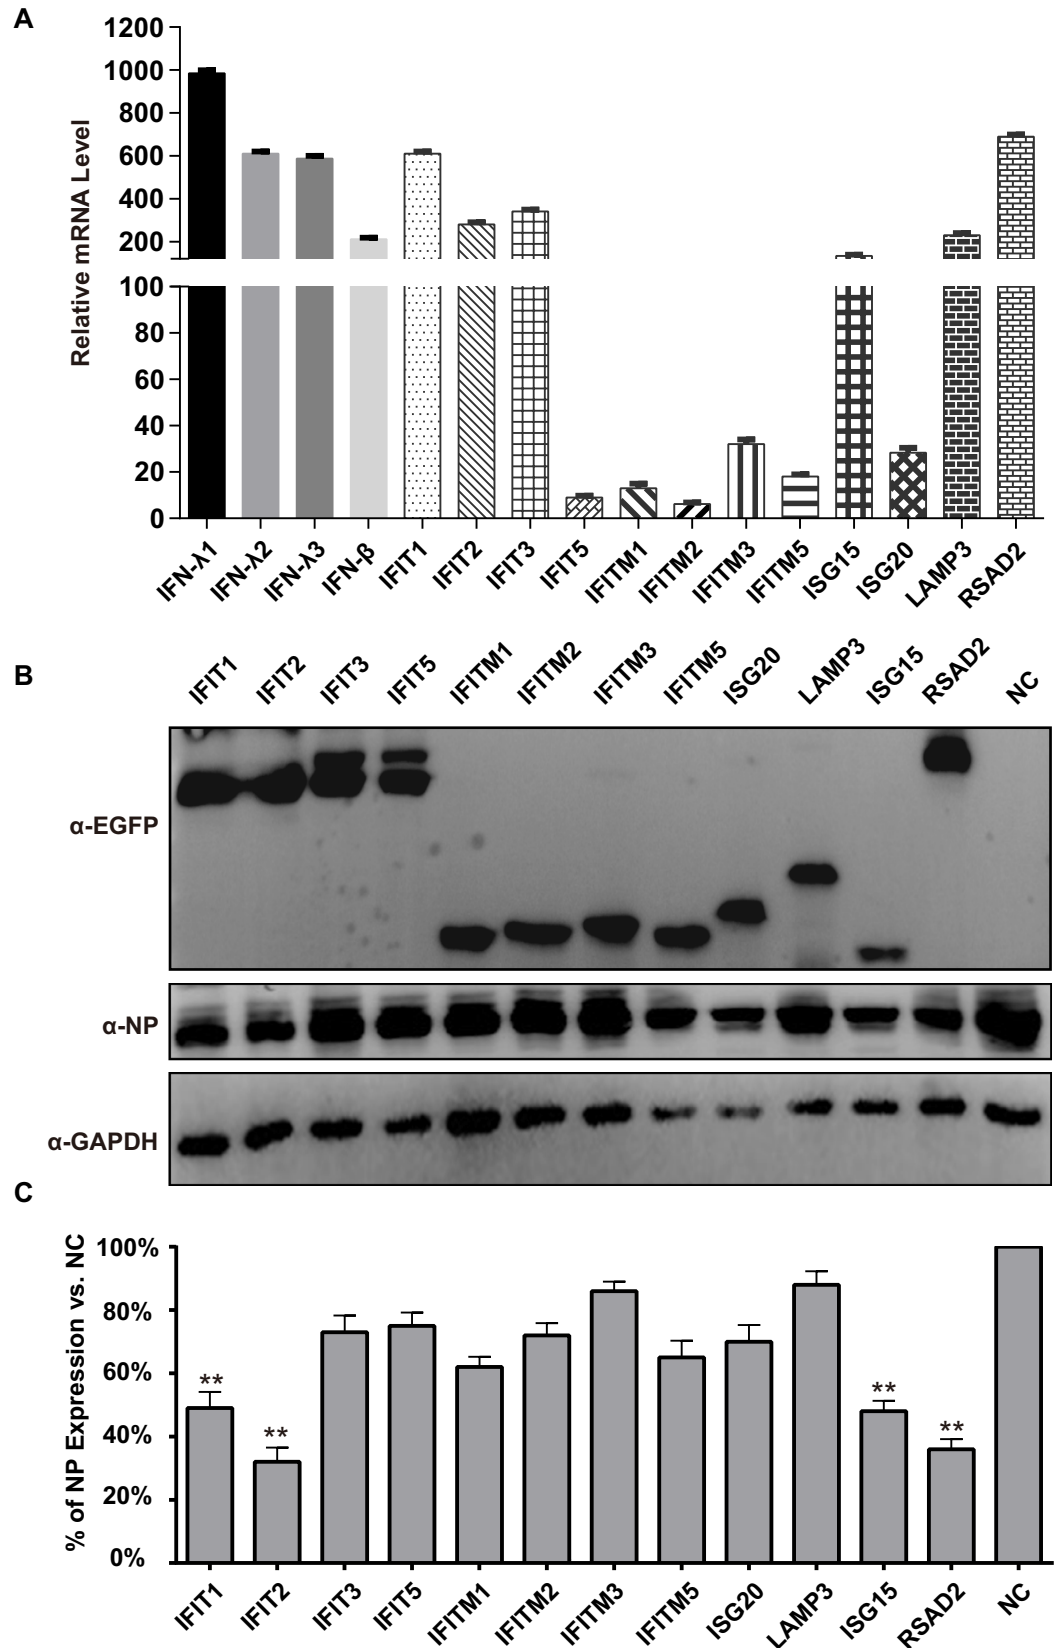 A
Relative mRNA Level
1200
1000
800
600
400
200
100
80
60
40
20
0
IFN-λ1 IFN-λ2 IFN-λ3 IFN-β IFIT1 IFIT2 IFIT3 IFIT5 IFITM1 IFITM2 IFITM3 IFITM5 ISG15 ISG20 LAMP3 RSAD2
B
IFIT1 IFIT2 IFIT3 IFIT5 IFITM1 IFITM2 IFITM3 IFITM5 ISG20 LAMP3 ISG15 RSAD2 NC
α-EGFP
α-NP
α-GAPDH
C
% of NP Expression vs. NC
100%
80%
60%
40%
20%
0%
** ** ** **
IFIT1 IFIT2 IFIT3 IFIT5 IFITM1 IFITM2 IFITM3 IFITM5 ISG20 LAMP3 ISG15 RSAD2 NC